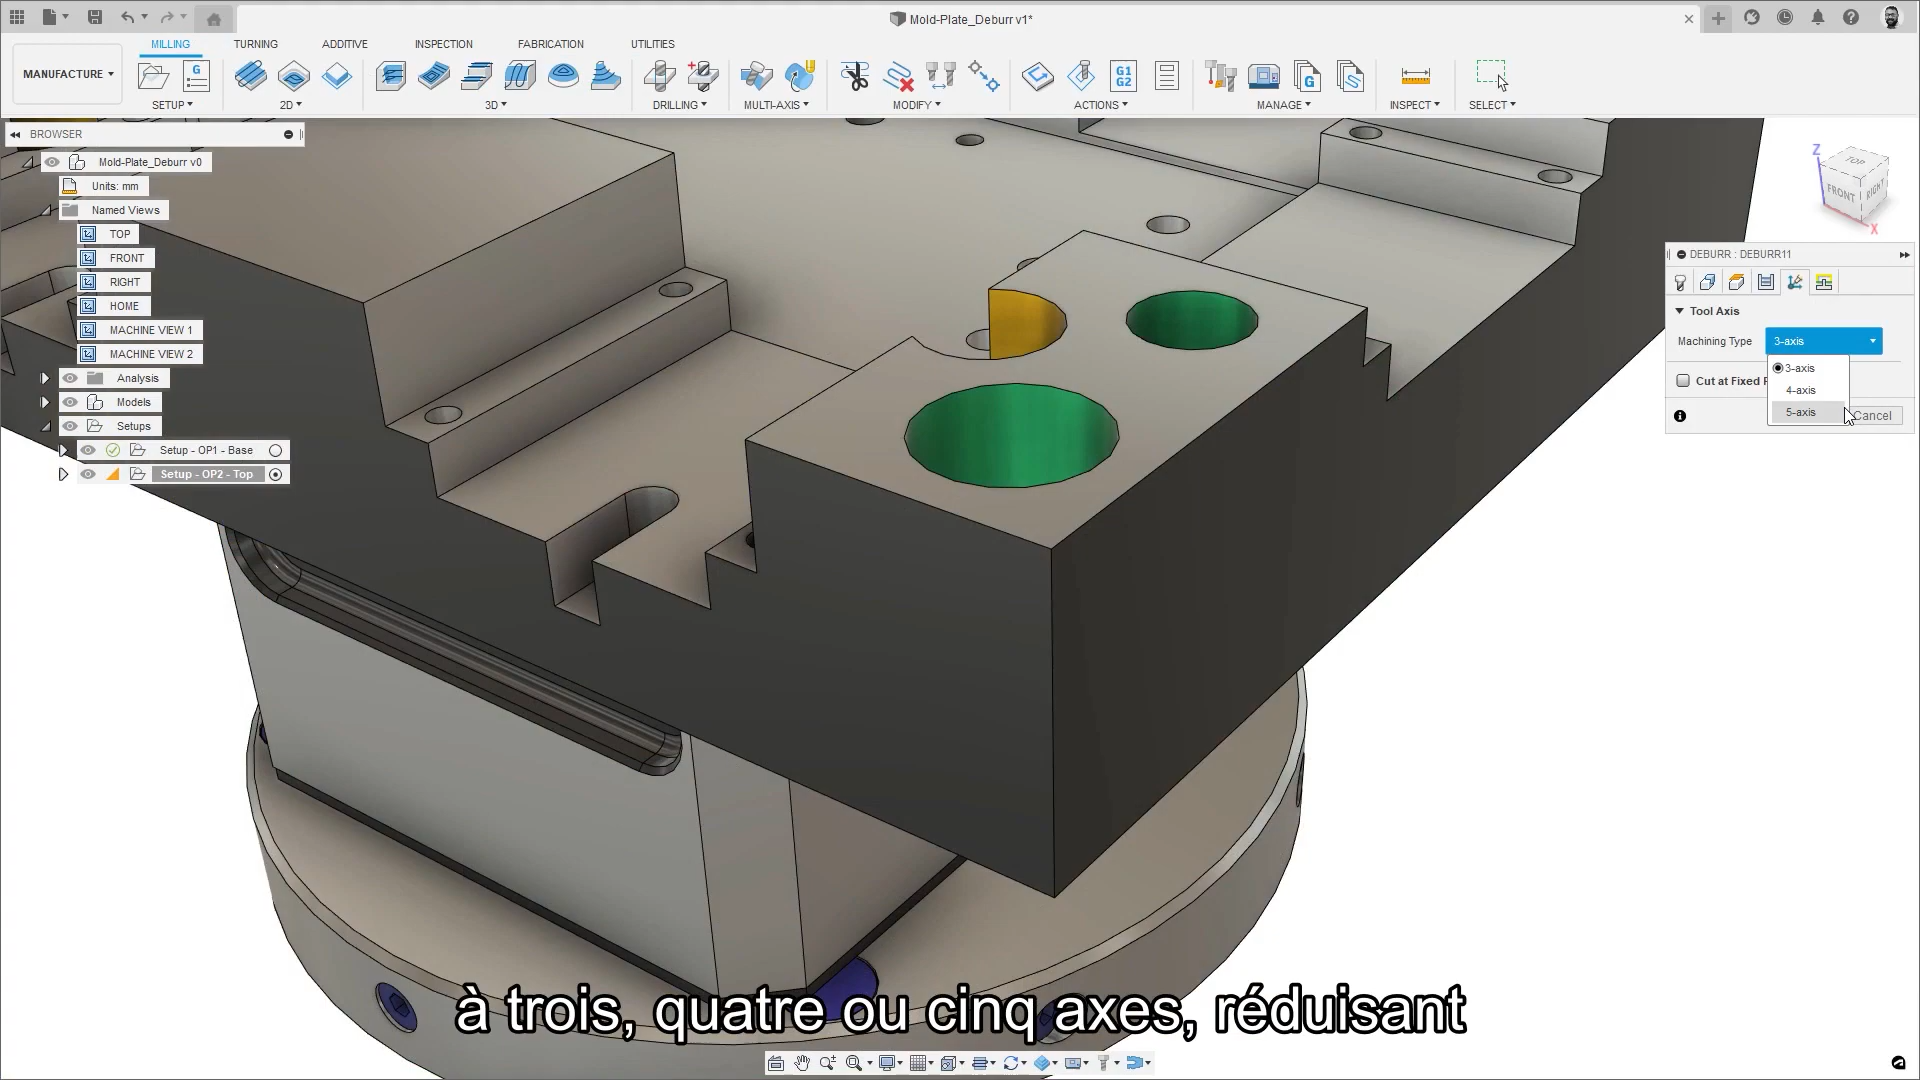 Mold-Plate_Deburr v1*
MILLING TURNING ADDITIVE INSPECTION FABRICATION UTILITIES
MANUFACTURE
G
G1
G2
G
SETUP 2D 3D DRILLING MULTI-AXIS MODIFY ACTIONS MANAGE INSPECT SELECT
BROWSER
Mold-Plate_Deburr v0
Units: mm
Named Views
TOP
FRONT
RIGHT
HOME
MACHINE VIEW 1
MACHINE VIEW 2
Analysis
Models
Setups
Setup - OP1 - Base
Setup - OP2 - Top
Z
TOP
FRONT
RIGHT
X
DEBURR : DEBURR11
Tool Axis
Machining Type 3-axis
3-axis
Cut at Fixed
4-axis
5-axis
Cancel
à trois, quatre ou cinq axes, réduisant